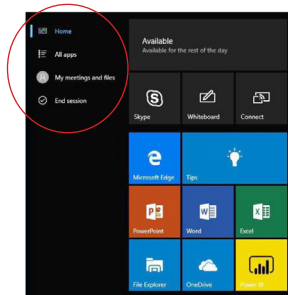 Home
All apps
My meetings and files
End session
Available
Available for the rest of the day
Skype
Whiteboard
Connect
Microsoft Edge
Tips
PowerPoint
Word
Excel
File Explorer
OneDrive
Power BI